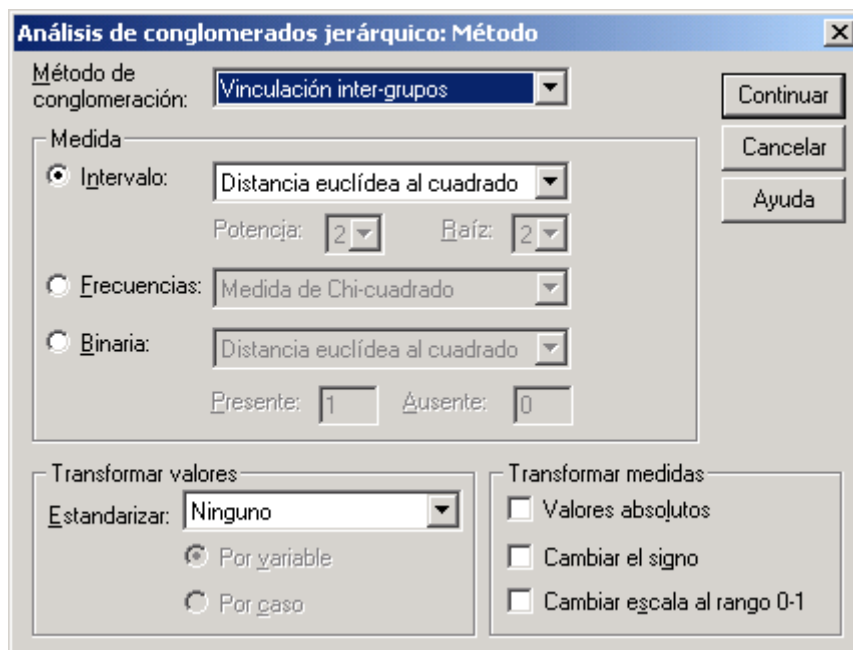 Análisis de conglomerados jerárquico: Método
Método de
conglomeración:
Vinculación inter-grupos
Continuar
Cancelar
Ayuda
Medida
Intervalo:
Distancia euclídea al cuadrado
Potencia: 2 Raíz: 2
Frecuencias: Medida de Chi-cuadrado
Binaria: Distancia euclídea al cuadrado
Presente: 1 Ausente: 0
Transformar valores
Estandarizar: Ninguno
Por variable
Por caso
Transformar medidas
Valores absolutos
Cambiar el signo
Cambiar escala al rango 0-1